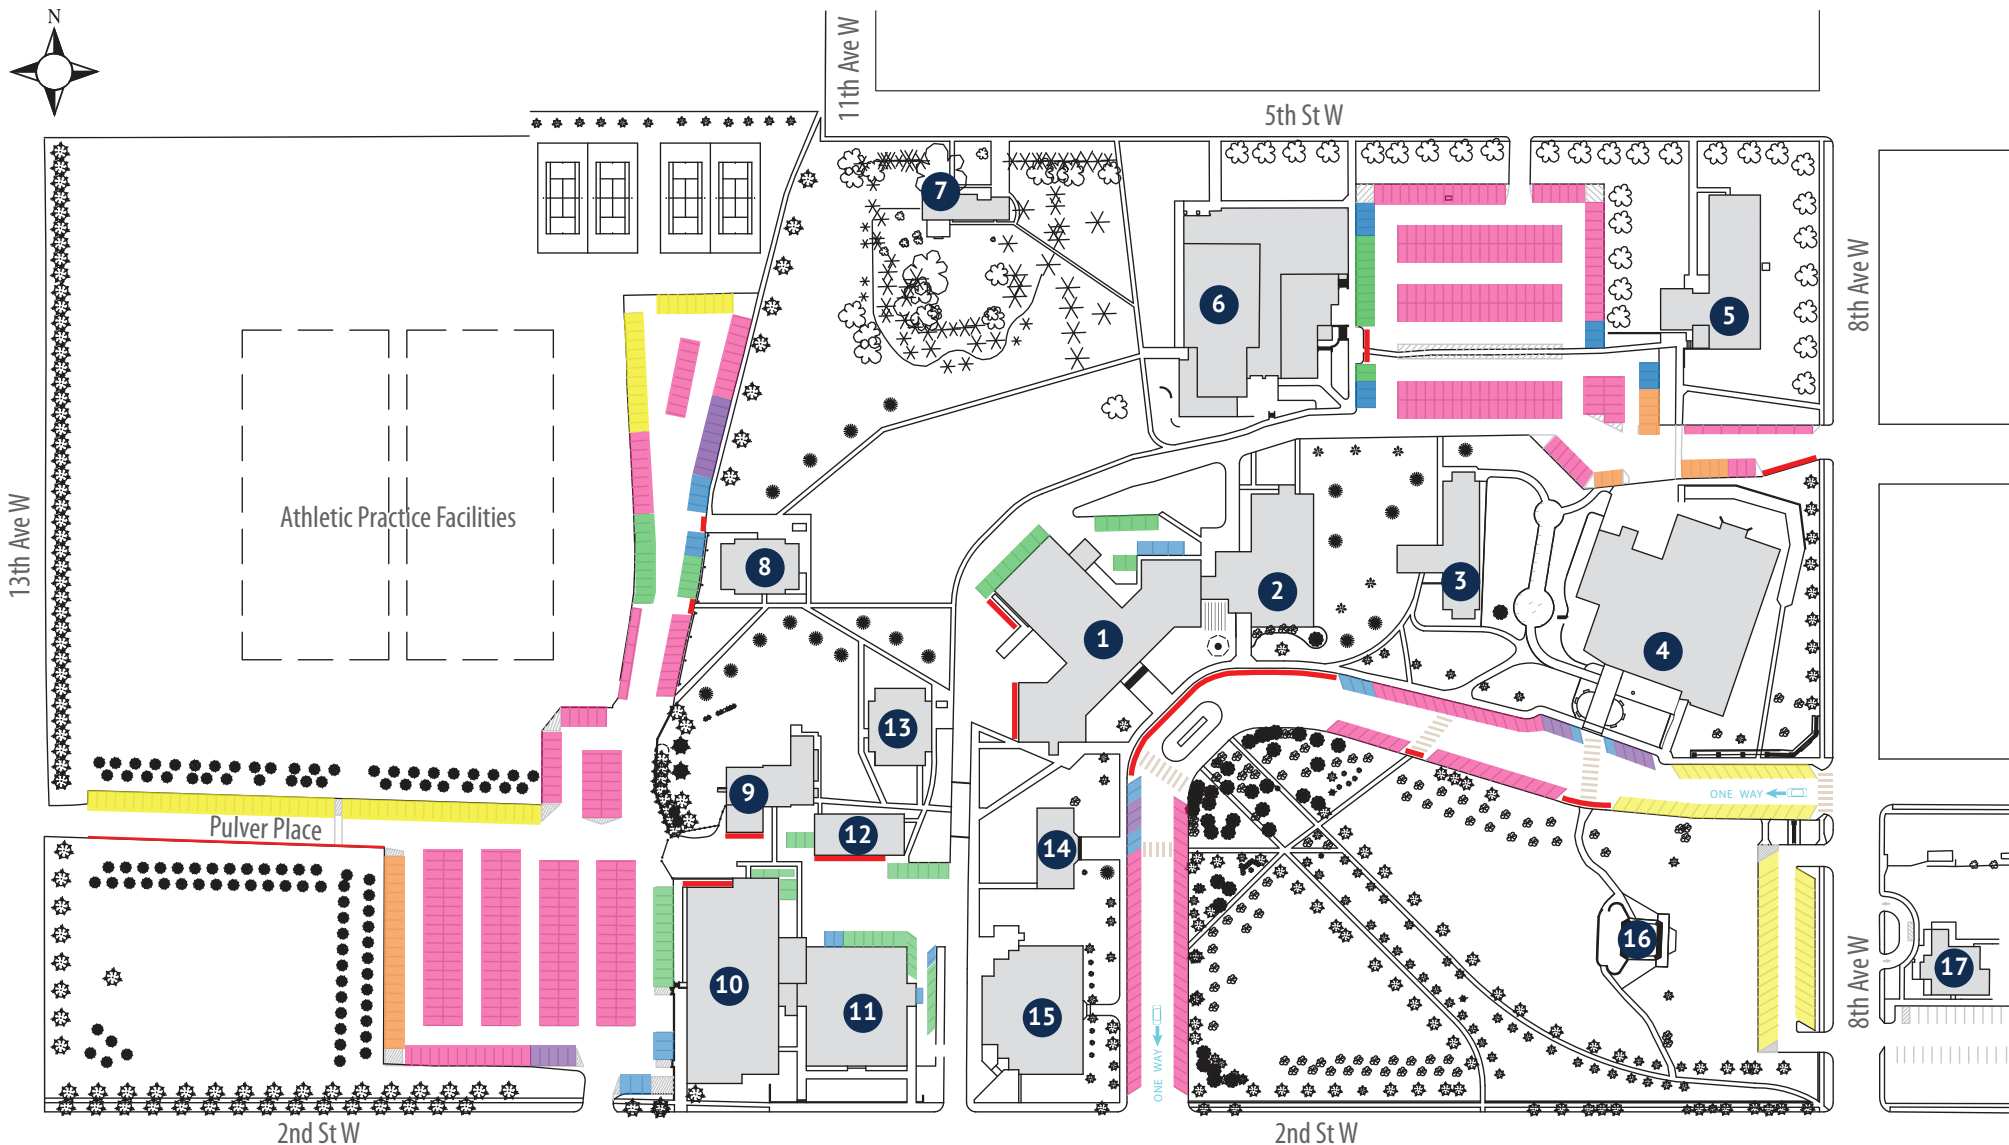 N
11th Ave W
5th St W
7
6
5
8th Ave W
13th Ave W
Athletic Practice Facilities
8
2
3
1
4
13
9
ONE WAY
Pulver Place
12
14
16
17
10
11
15
8th Ave W
ONE WAY
2nd St W
2nd St W